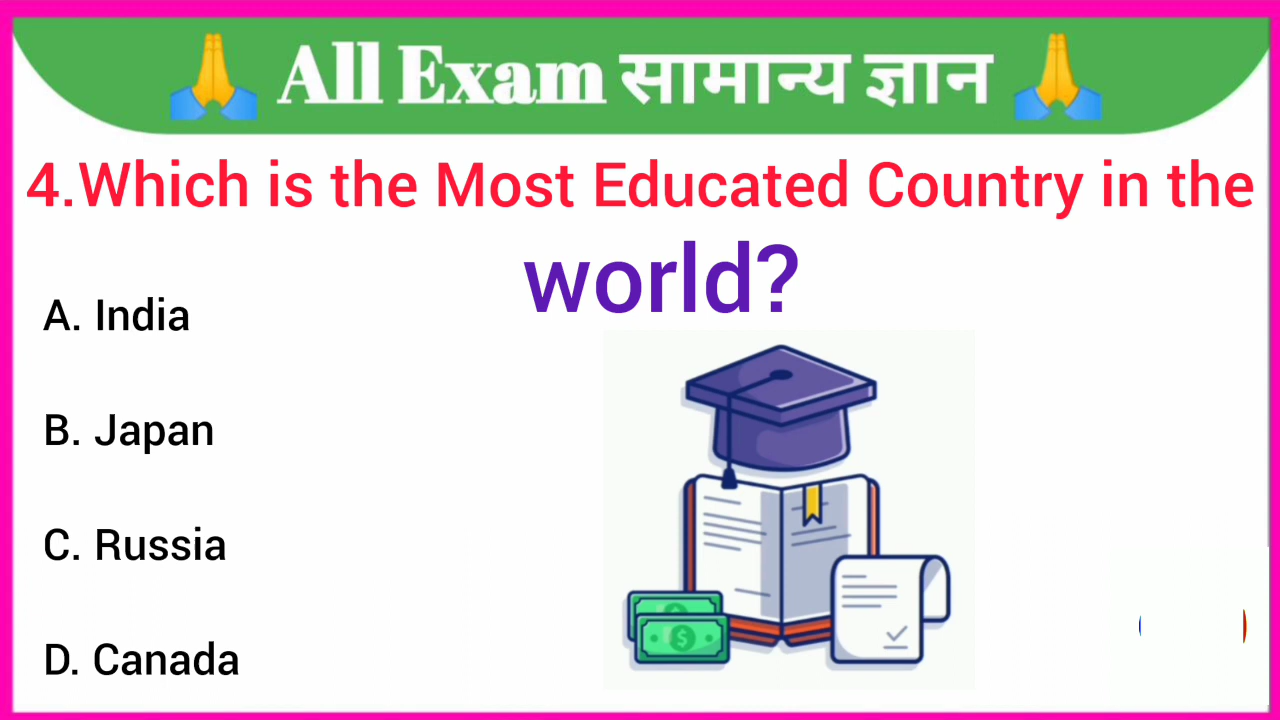 🙏 All Exam सामान्य ज्ञान 🙏
4.Which is the Most Educated Country in the
world?
A. India
B. Japan
C. Russia
D. Canada